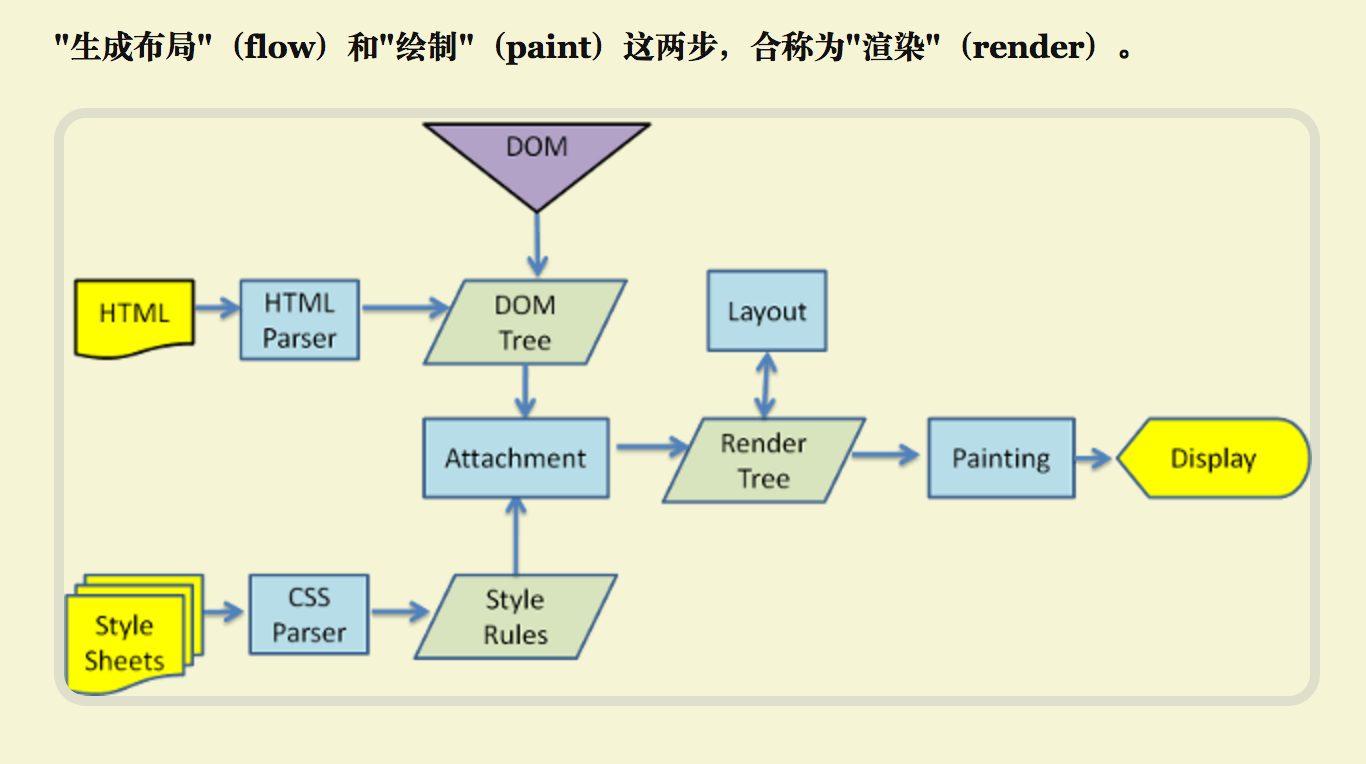 "生成布局"（flow）和"绘制"（paint）这两步，合称为"渲染"（render）。
DOM
HTML
HTML
Parser
DOM
Tree
Layout
Attachment
Render
Tree
Painting
Display
Style
Sheets
CSS
Parser
Style
Rules